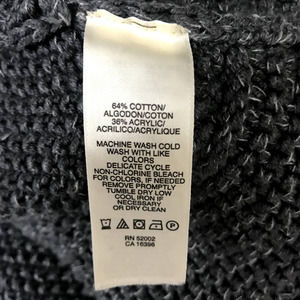 64% COTTON/
ALGODON/COTON
36% ACRYLIC/
ACRILICO/ACRYLIQUE
MACHINE WASH COLD
WASH WITH LIKE
COLORS
DELICATE CYCLE
NON-CHLORINE BLEACH
FOR COLORS, IF NEEDED
REMOVE PROMPTLY
TUMBLE DRY LOW
COOL IRON IF
NECESSARY
OR DRY CLEAN
RN 52002
CA 16396